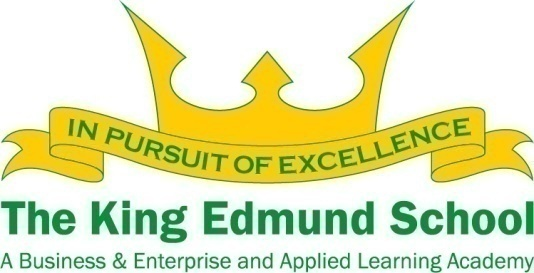 IN PURSUIT OF EXCELLENCE
The King Edmund School
A Business & Enterprise and Applied Learning Academy